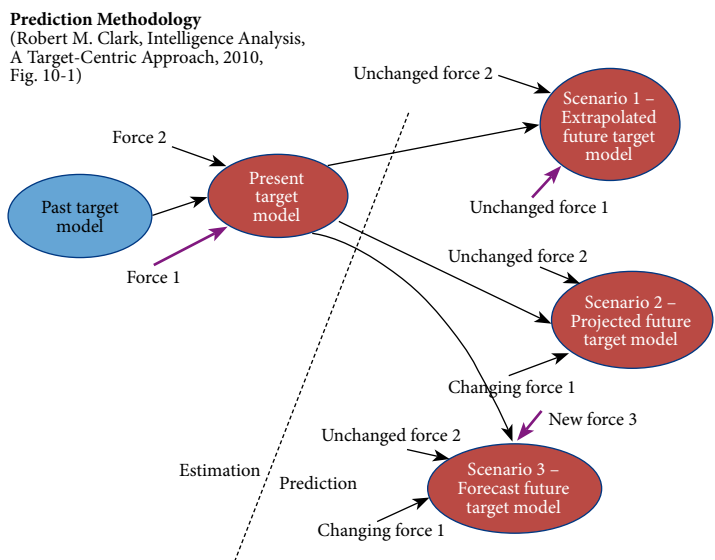 Prediction Methodology
(Robert M. Clark, Intelligence Analysis,
A Target-Centric Approach, 2010,
Fig. 10-1)
Unchanged force 2
Scenario 1 –
Extrapolated
future target
model
Force 2
Present
target
model
Past target
model
Unchanged force 1
Force 1
Unchanged force 2
Scenario 2 –
Projected future
target model
Changing force 1
New force 3
Unchanged force 2
Estimation
Prediction
Scenario 3 –
Forecast future
target model
Changing force 1